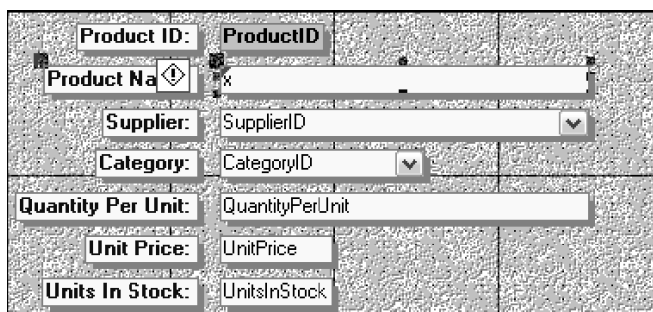 Product ID: ProductID
Product Na x
Supplier: SupplierID
Category: CategoryID
Quantity Per Unit: QuantityPerUnit
Unit Price: UnitPrice
Units In Stock: UnitsInStock